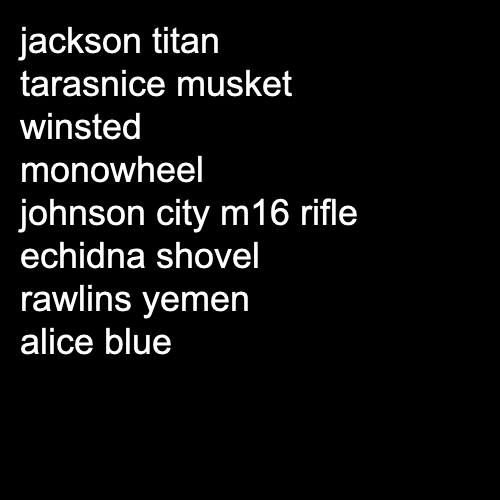 jackson titan
tarasnice musket
winsted
monowheel
johnson city m16 rifle
echidna shovel
rawlins yemen
alice blue